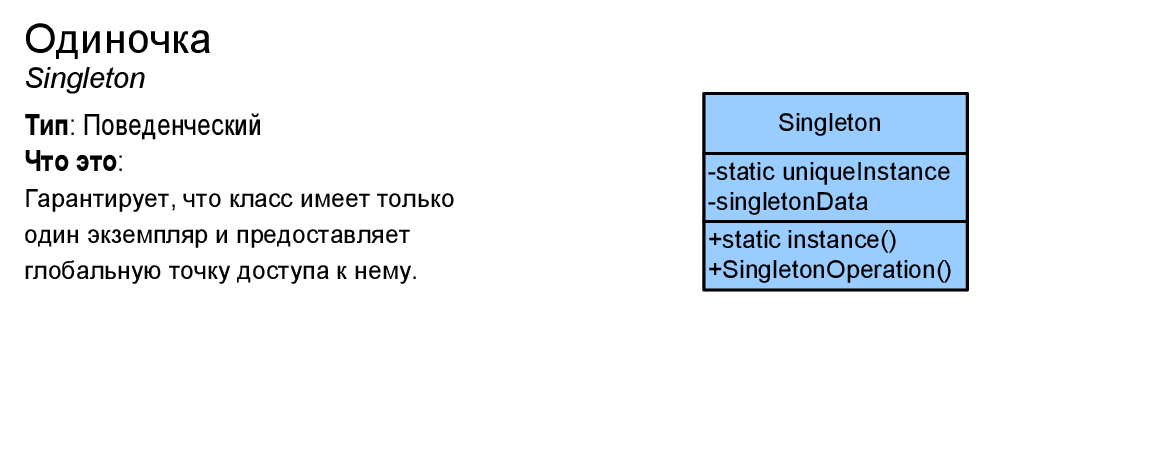 Одиночка
Singleton
Тип: Поведенческий
Что это:
Гарантирует, что класс имеет только
один экземпляр и предоставляет
глобальную точку доступа к нему.
Singleton
-static uniqueInstance
-singletonData
+static instance()
+SingletonOperation()